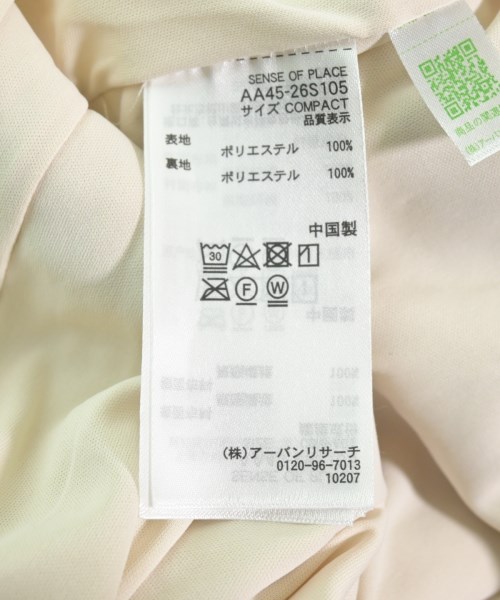 SENSE OF PLACE
AA45-26S105
サイズ COMPACT
品質表示
表地 ポリエステル 100%
裏地 ポリエステル 100%
中国製
30
F W
(株)アーバンリサーチ
0120-96-7013
10207